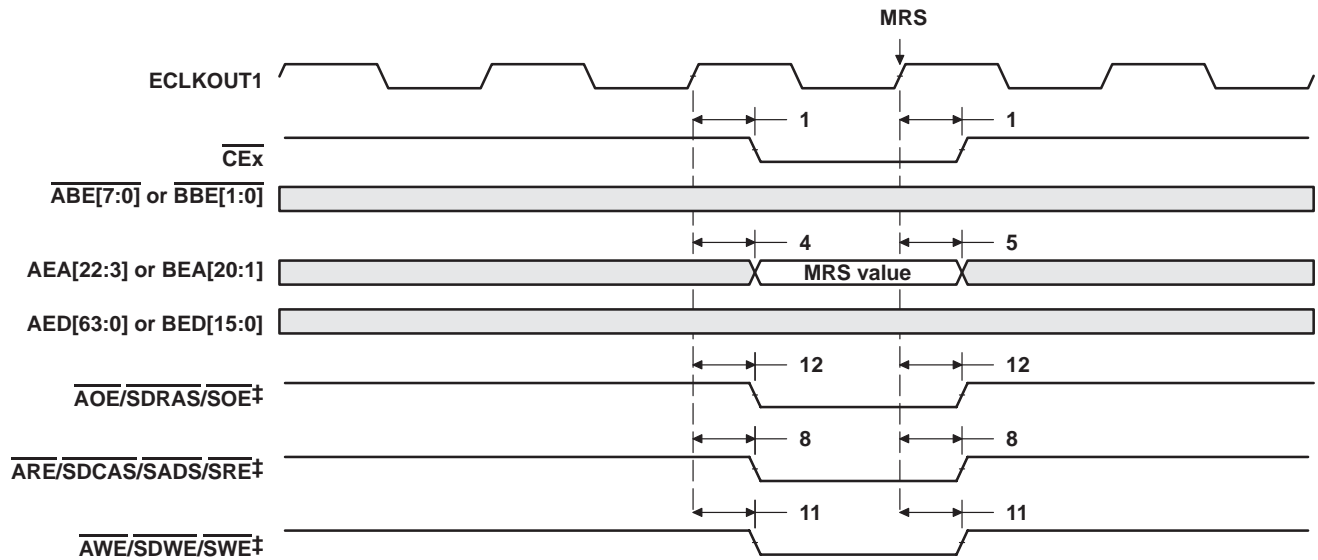 MRS
ECLKOUT1
1 1
CEx
ABE[7:0] or BBE[1:0]
4 5
AEA[22:3] or BEA[20:1] MRS value
AED[63:0] or BED[15:0]
12 12
AOE/SDRAS/SOE‡
8 8
ARE/SDCAS/SADS/SRE‡
11 11
AWE/SDWE/SWE‡